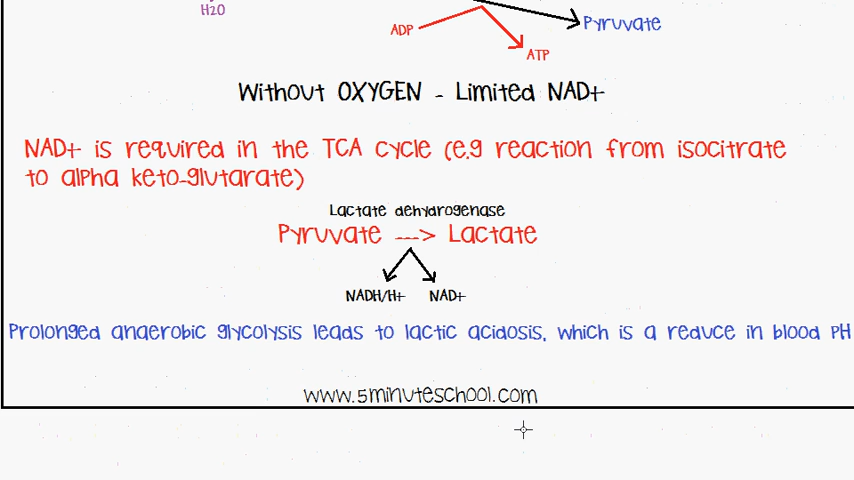 H2O
Pyruvate
ADP
ATP
Without OXYGEN - Limited NAD+
NAD+ is required in the TCA cycle (e.g reaction from isocitrate
to alpha keto-glutarate)
Lactate dehydrogenase
Pyruvate ---> Lactate
NADH/H+ NAD+
Prolonged anaerobic glycolysis leads to lactic acidosis, which is a reduce in blood pH
www.5minuteschool.com